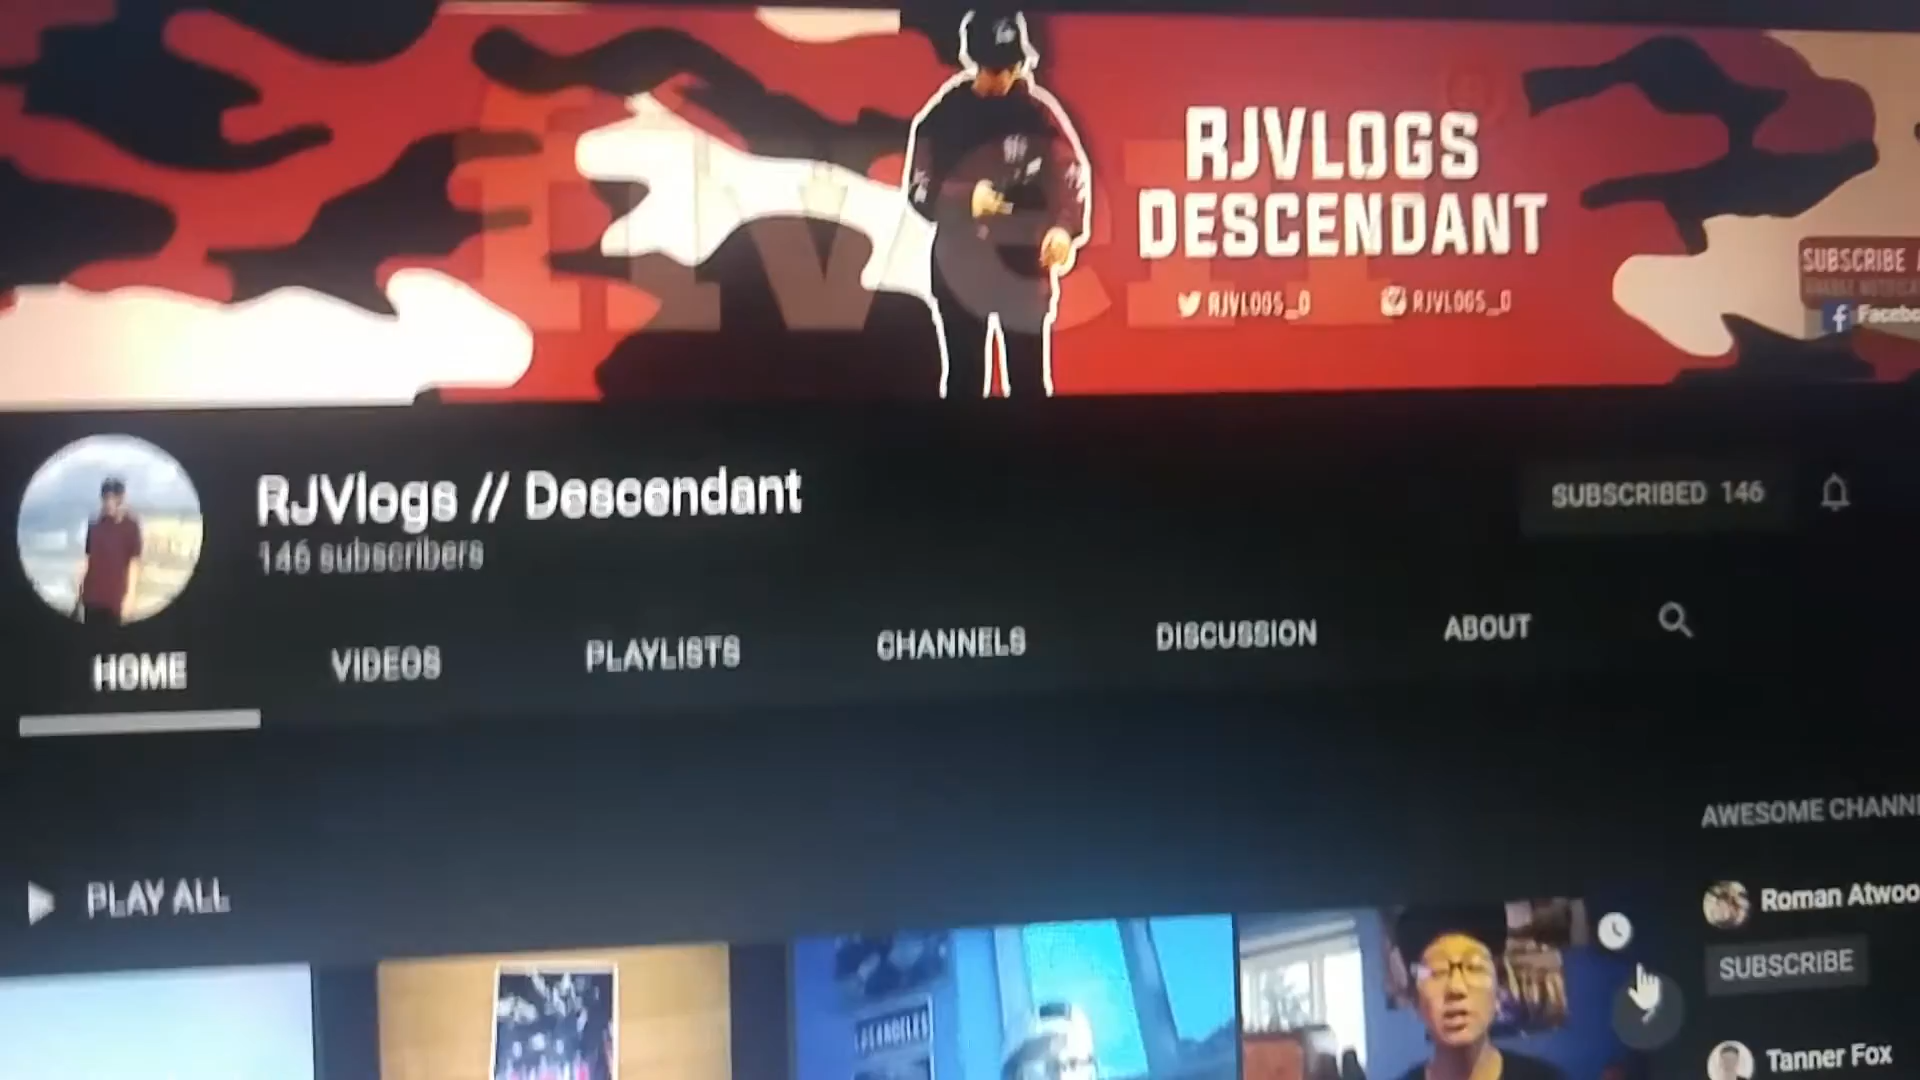 RJVLOGS
DESCENDANT
RJVLOGS_D
RJVLOGS_D
SUBSCRIBE
RJVlogs // Descendant
146 subscribers
SUBSCRIBED 146
HOME
VIDEOS
PLAYLISTS
CHANNELS
DISCUSSION
ABOUT
AWESOME CHANN
PLAY ALL
Roman Atwoo
SUBSCRIBE
Tanner Fox